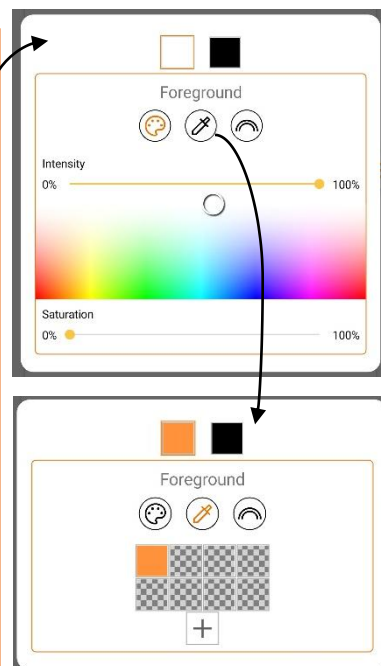 Foreground
Intensity
0% 100%
Saturation
0% 100%
Foreground